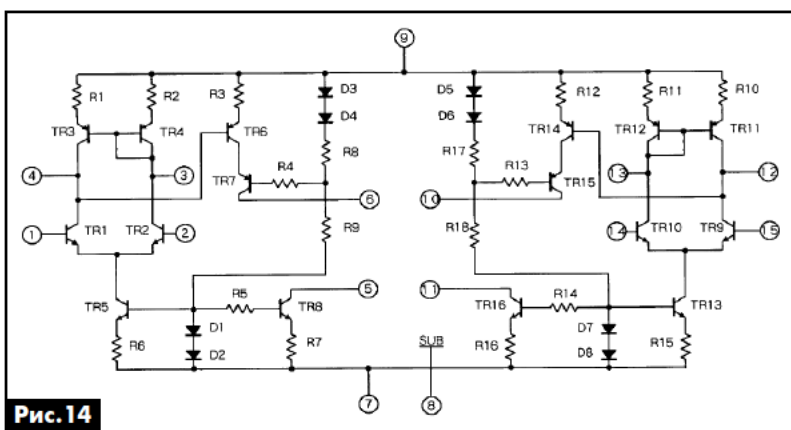 9
R1
R2
R3
D3
D5
R12
R11
R10
D4
D6
TR3
TR4
TR6
TR14
TR12
TR11
R8
R17
4
3
TR7
R4
R13
TR15
13
12
6
10
1
TR1
TR2
2
R9
R18
14
TR10
TR9
15
5
11
TR5
R5
TR8
TR16
R14
TR13
R6
D1
R7
SUB
R16
D7
R15
D2
D8
7
8
Рис.14